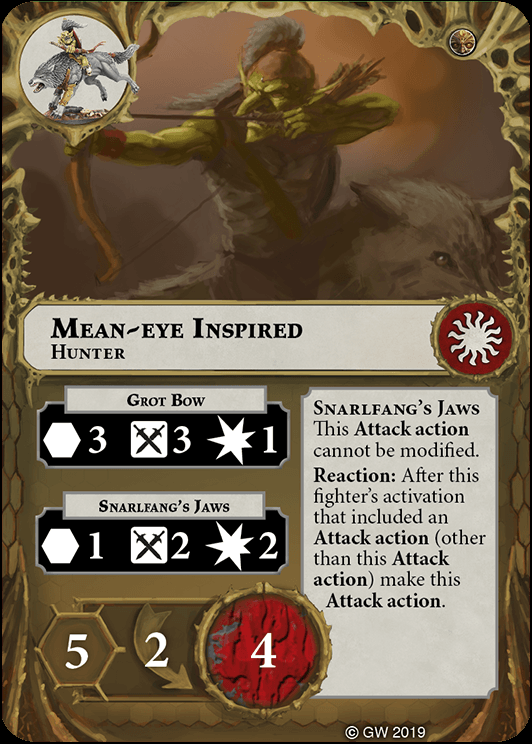 Mean-eye Inspired
Hunter
Grot Bow
3 3 1
Snarlfang's Jaws
1 2 2
5 2 4
Snarlfang's Jaws
This Attack action
cannot be modified.
Reaction: After this
fighter's activation
that included an
Attack action (other
than this Attack
action) make this
Attack action.
© GW 2019